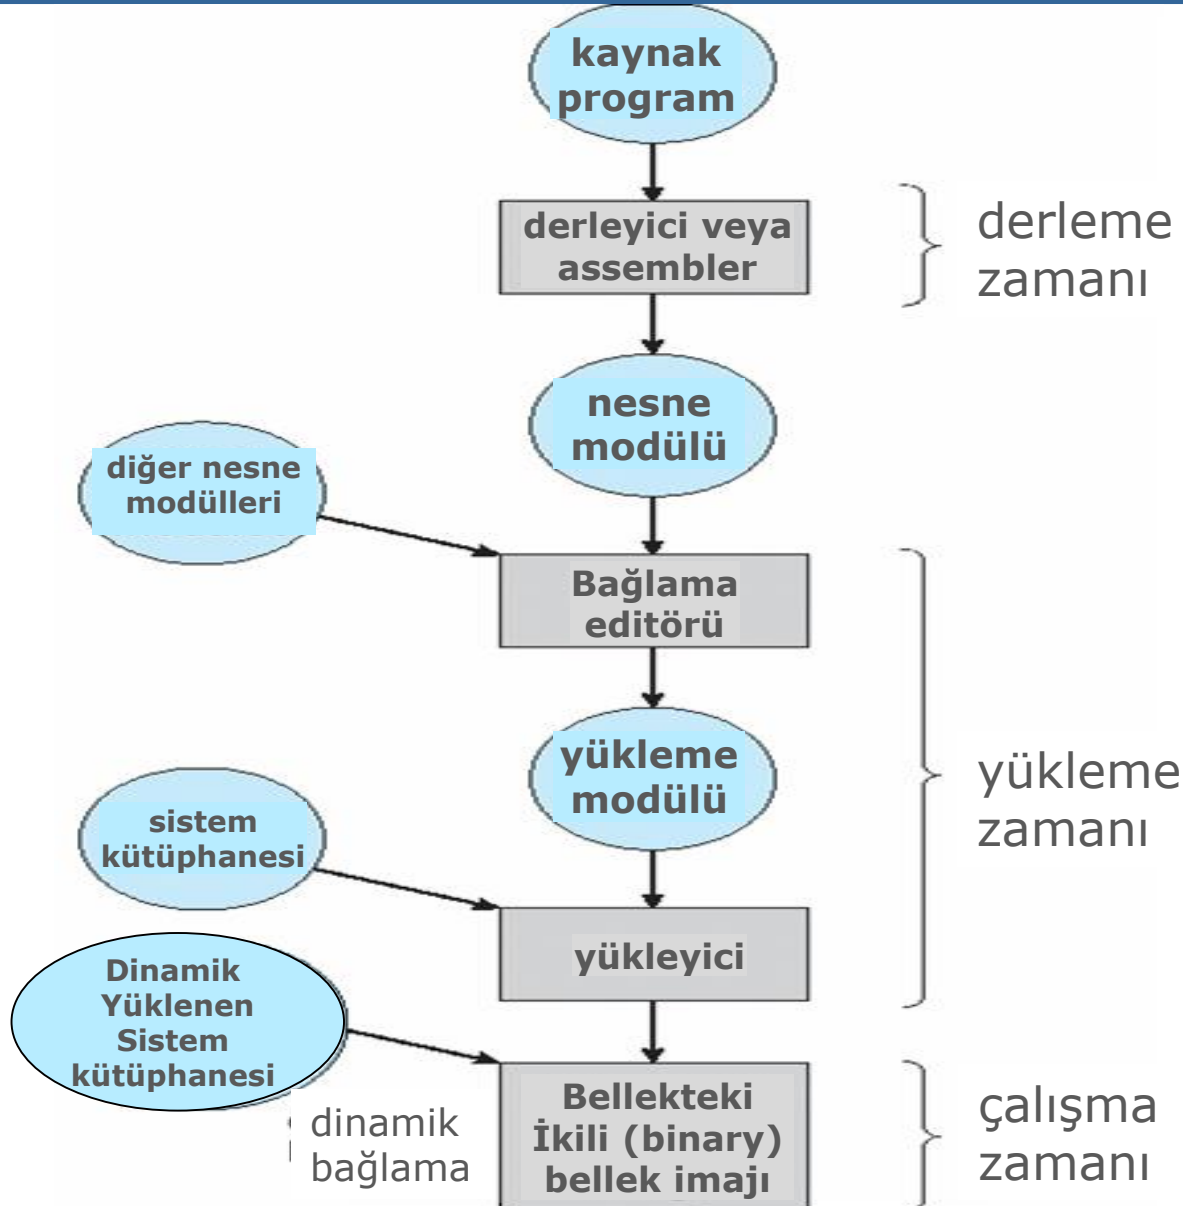 kaynak
program
derleyici veya
assembler
derleme
zamanı
nesne
modülü
diğer nesne
modülleri
Bağlama
editörü
yükleme
modülü
yükleme
zamanı
sistem
kütüphanesi
yükleyici
Dinamik
Yüklenen
Sistem
kütüphanesi
dinamik
bağlama
Bellekteki
İkili (binary)
bellek imajı
çalışma
zamanı